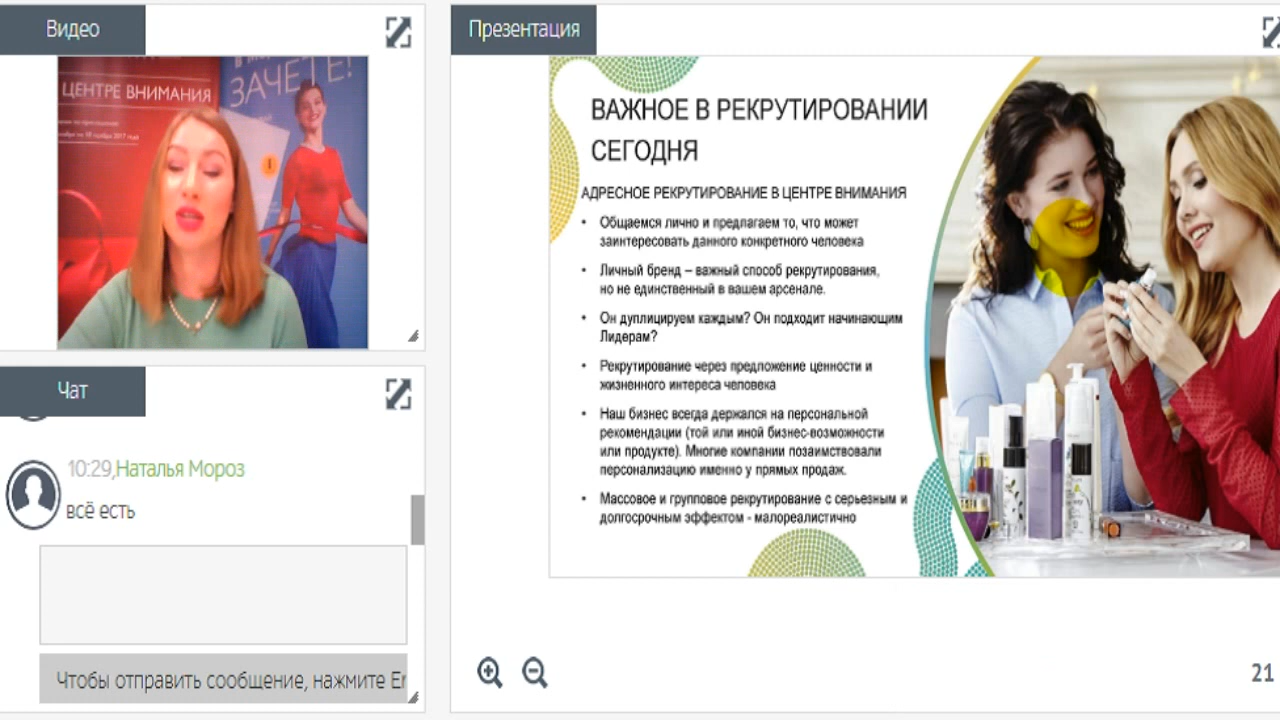 Видео
ЦЕНТРЕ ВНИМАНИЯ
ЗАЧЕТЕ!
Чат
10:29,Наталья Мороз
всё есть
Чтобы отправить сообщение, нажмите
Презентация
ВАЖНОЕ В РЕКРУТИРОВАНИИ
СЕГОДНЯ
АДРЕСНОЕ РЕКРУТИРОВАНИЕ В ЦЕНТРЕ ВНИМАНИЯ
• Общаемся лично и предлагаем то, что может
заинтересовать данного конкретного человека
• Личный бренд – важный способ рекрутирования,
но не единственный в вашем арсенале.
• Он дуплицируем каждым? Он подходит начинающим
Лидерам?
• Рекрутирование через предложение ценности и
жизненного интереса человека
• Наш бизнес всегда держался на персональной
рекомендации (той или иной бизнес-возможности
или продукте). Многие компании позаимствовали
персонализацию именно у прямых продаж.
• Массовое и групповое рекрутирование с серьезным и
долгосрочным эффектом - малореалистично
21